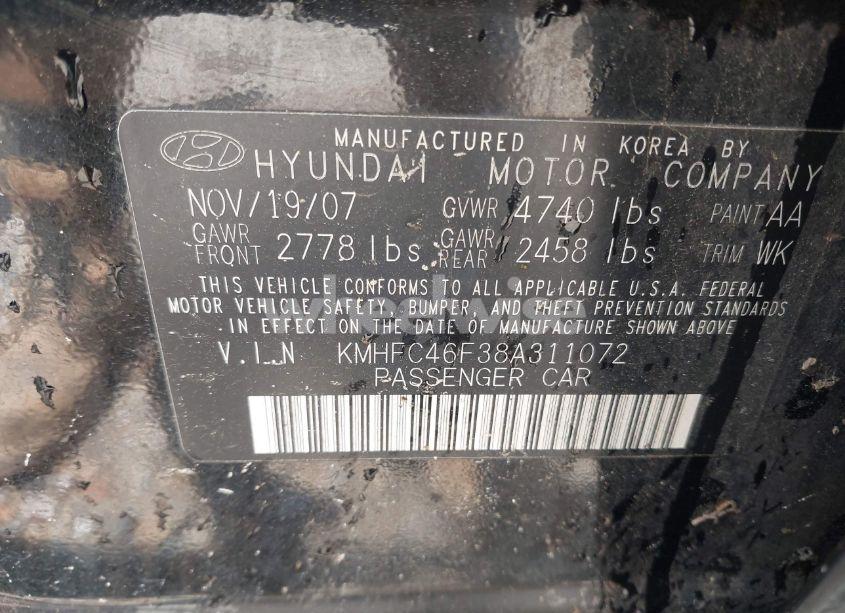 MANUFACTURED IN KOREA BY
HYUNDAI MOTOR COMPANY
NOV/19/07 GVWR 4740 lbs PAINT AA
GAWR FRONT 2778 lbs GAWR REAR 2458 lbs TRIM WK
THIS VEHICLE CONFORMS TO ALL APPLICABLE U.S.A. FEDERAL
MOTOR VEHICLE SAFETY, BUMPER, AND THEFT PREVENTION STANDARDS
IN EFFECT ON THE DATE OF MANUFACTURE SHOWN ABOVE
V.I.N KMHFC46F38A311072
PASSENGER CAR